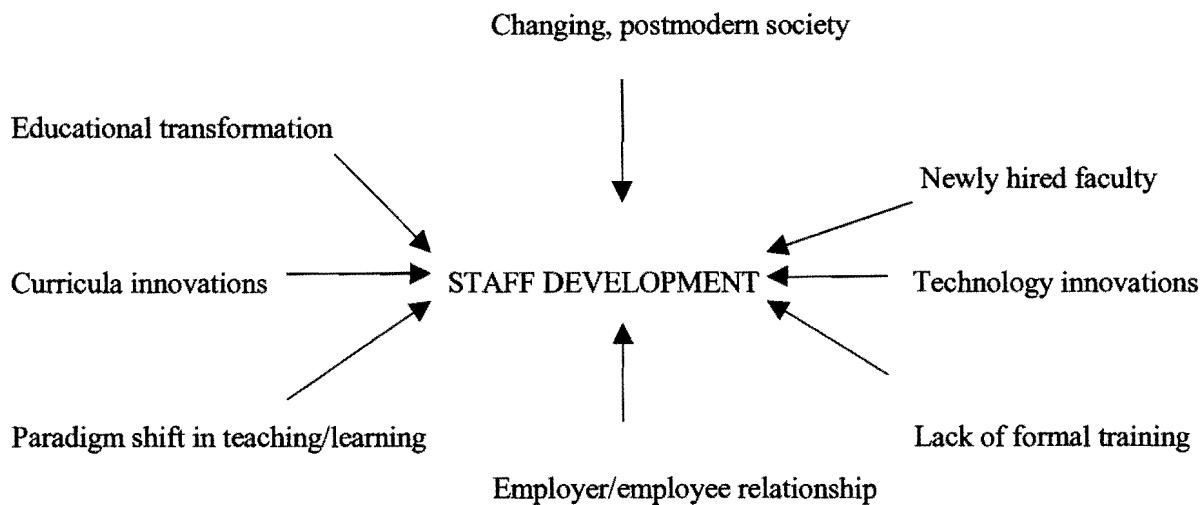 Changing, postmodern society
Educational transformation
Newly hired faculty
Curricula innovations
STAFF DEVELOPMENT
Technology innovations
Paradigm shift in teaching/learning
Lack of formal training
Employer/employee relationship